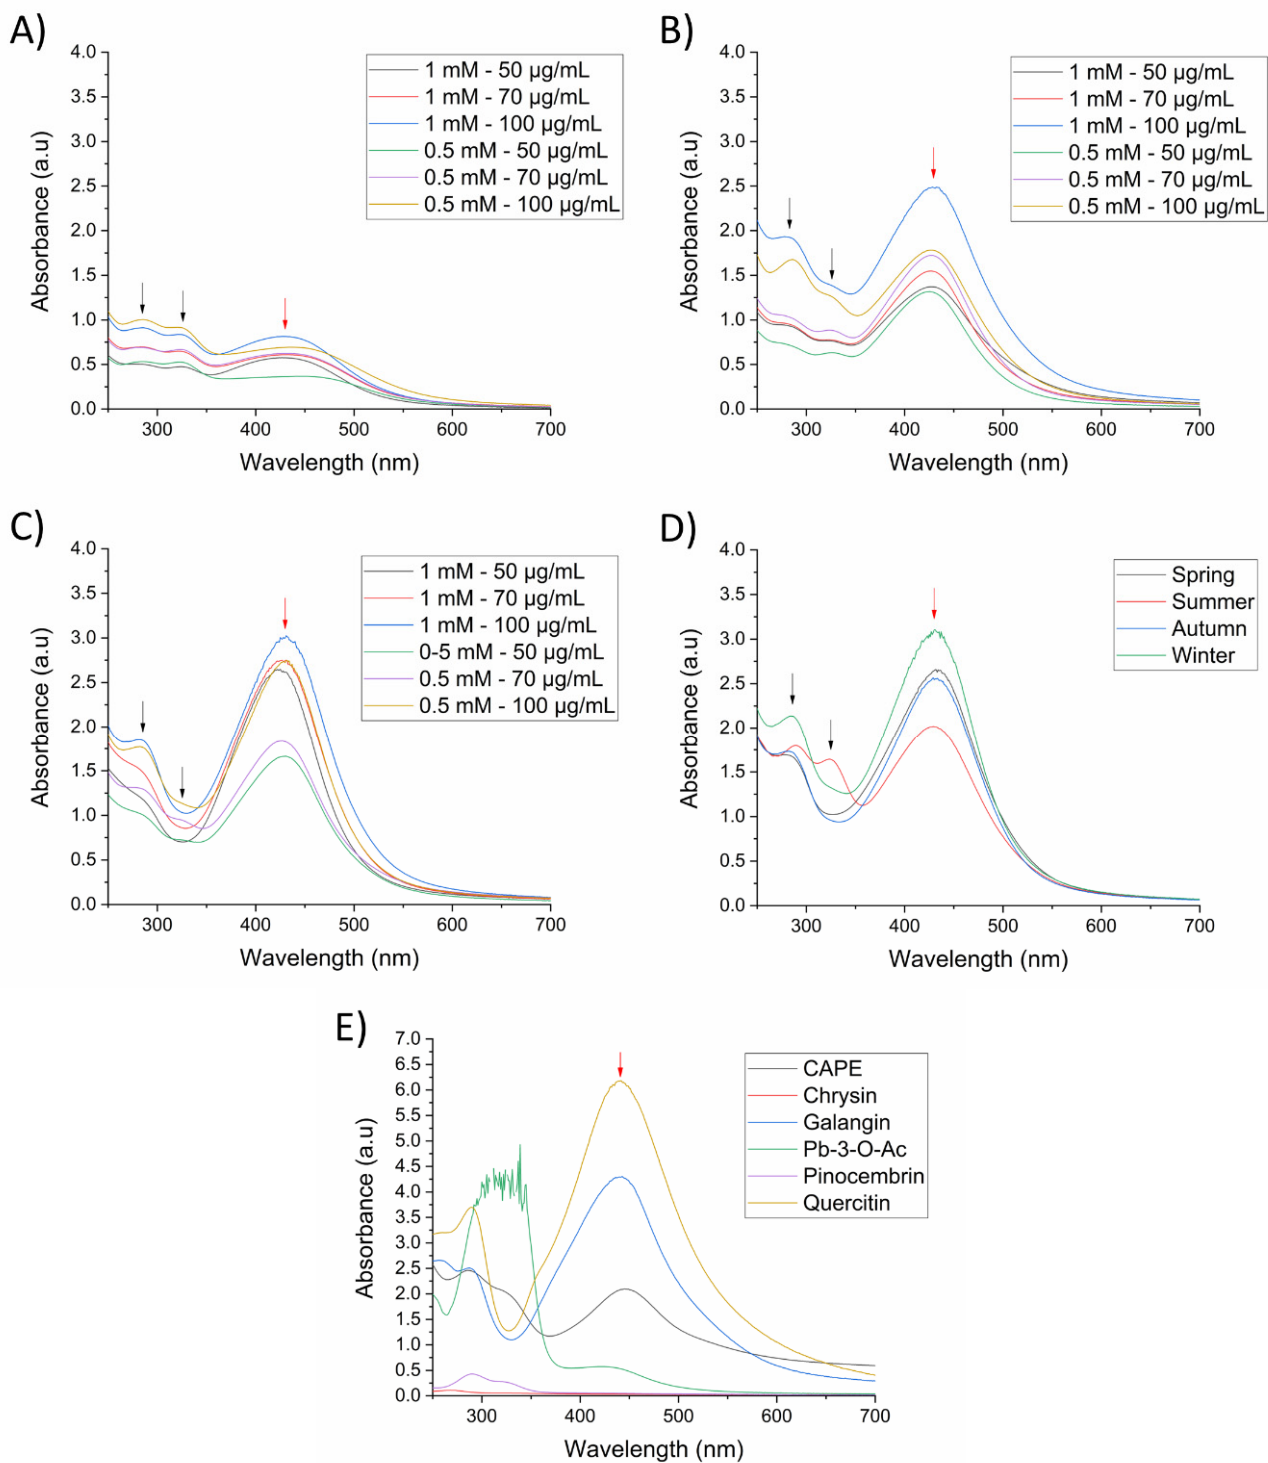 A)
4.0
3.5
3.0
2.5
2.0
1.5
1.0
0.5
0.0
Absorbance (a.u)
300 400 500 600 700
Wavelength (nm)
1 mM - 50 µg/mL
1 mM - 70 µg/mL
1 mM - 100 µg/mL
0.5 mM - 50 µg/mL
0.5 mM - 70 µg/mL
0.5 mM - 100 µg/mL
B)
4.0
3.5
3.0
2.5
2.0
1.5
1.0
0.5
0.0
Absorbance (a.u)
300 400 500 600 700
Wavelength (nm)
1 mM - 50 µg/mL
1 mM - 70 µg/mL
1 mM - 100 µg/mL
0.5 mM - 50 µg/mL
0.5 mM - 70 µg/mL
0.5 mM - 100 µg/mL
C)
4.0
3.5
3.0
2.5
2.0
1.5
1.0
0.5
0.0
Absorbance (a.u)
300 400 500 600 700
Wavelength (nm)
1 mM - 50 µg/mL
1 mM - 70 µg/mL
1 mM - 100 µg/mL
0-5 mM - 50 µg/mL
0.5 mM - 70 µg/mL
0.5 mM - 100 µg/mL
D)
4.0
3.5
3.0
2.5
2.0
1.5
1.0
0.5
0.0
Absorbance (a.u)
300 400 500 600 700
Wavelength (nm)
Spring
Summer
Autumn
Winter
E)
7.0
6.5
6.0
5.5
5.0
4.5
4.0
3.5
3.0
2.5
2.0
1.5
1.0
0.5
0.0
Absorbance (a.u)
300 400 500 600 700
Wavelength (nm)
CAPE
Chrysin
Galangin
Pb-3-O-Ac
Pinocembrin
Quercitin